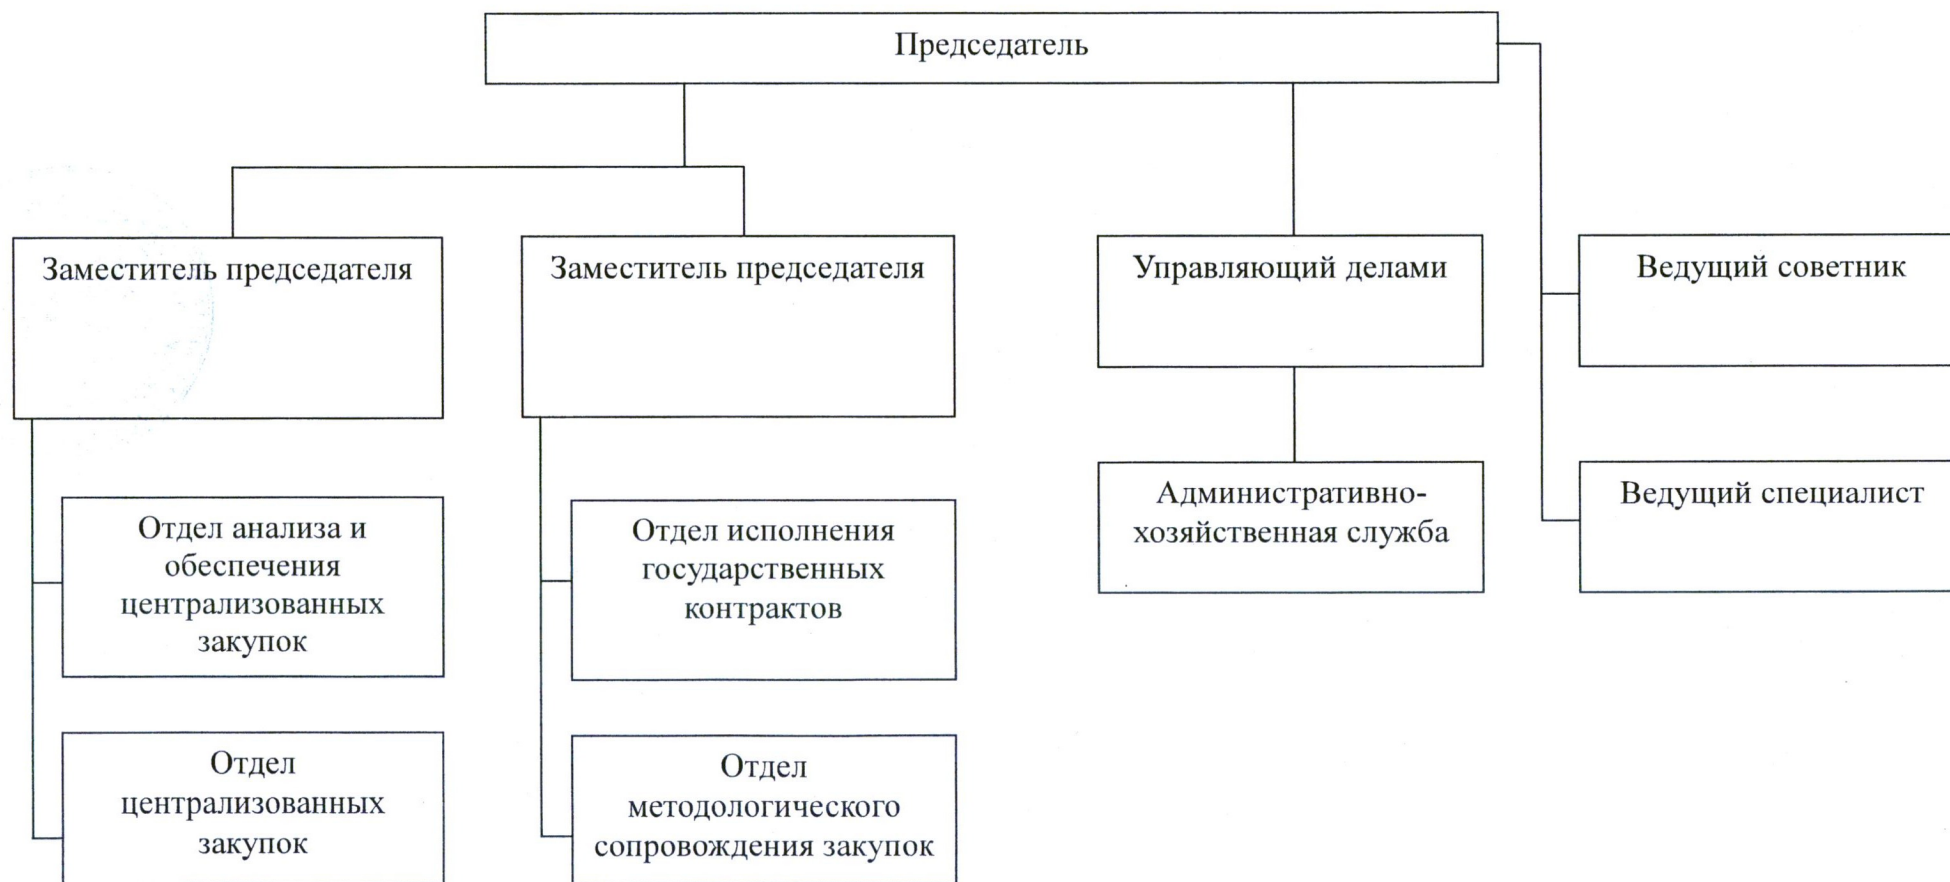 Председатель
Заместитель председателя
Заместитель председателя
Управляющий делами
Ведущий советник
Отдел анализа и
обеспечения
централизованных
закупок
Отдел исполнения
государственных
контрактов
Административно-
хозяйственная служба
Ведущий специалист
Отдел
централизованных
закупок
Отдел
методологического
сопровождения закупок